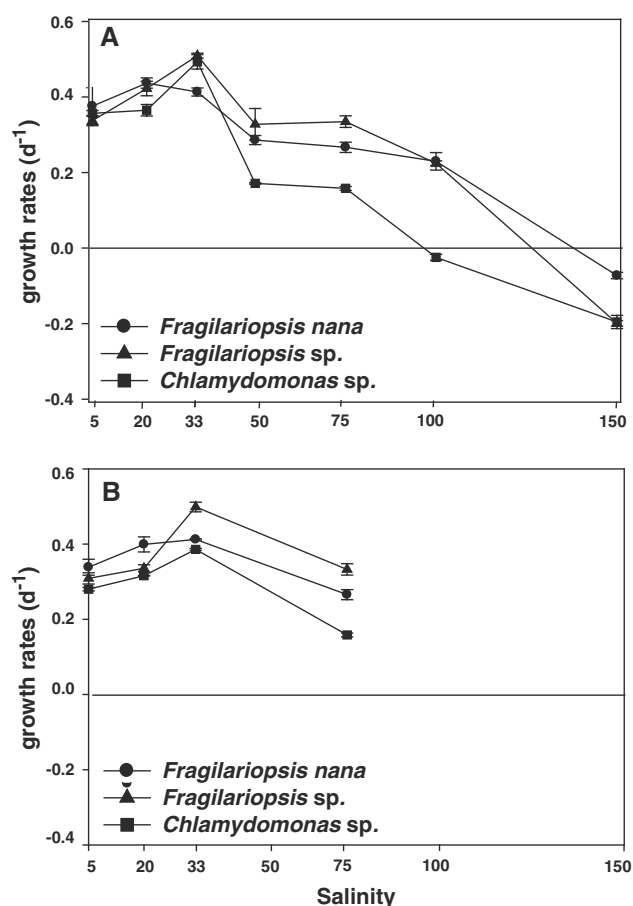 A
0.6
0.4
0.2
0.0
-0.2
-0.4
growth rates (d-1)
Fragilariopsis nana
Fragilariopsis sp.
Chlamydomonas sp.
5 20 33 50 75 100 150
B
0.6
0.4
0.2
0.0
-0.2
-0.4
growth rates (d-1)
Fragilariopsis nana
Fragilariopsis sp.
Chlamydomonas sp.
5 20 33 75 100 150
Salinity